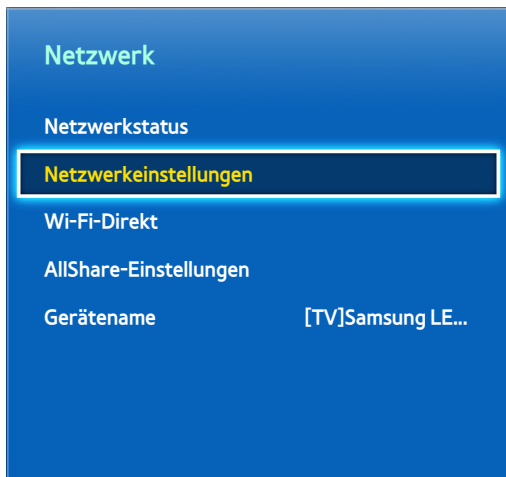 Netzwerk
Netzwerkstatus
Netzwerkeinstellungen
Wi-Fi-Direkt
AllShare-Einstellungen
Gerätename [TV]Samsung LE...